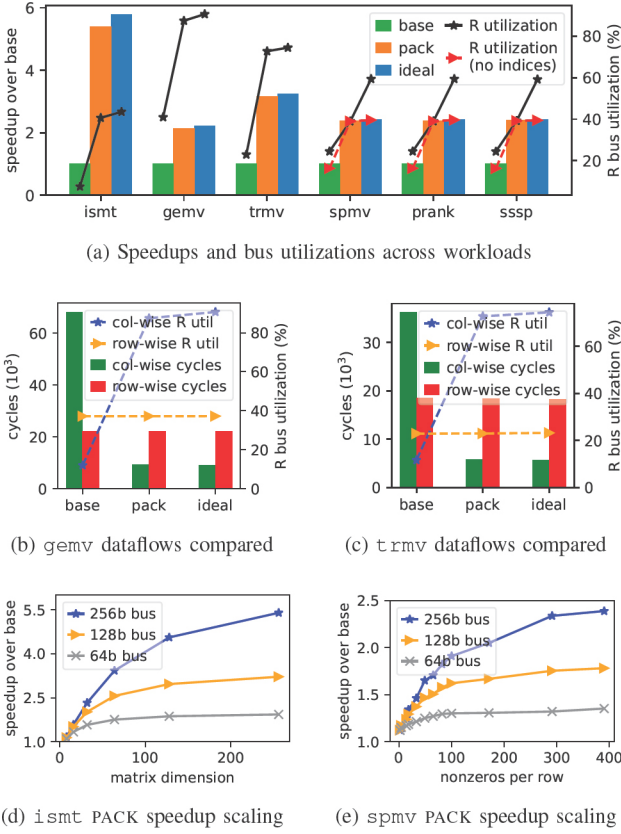 6
4
2
0
speedup over base
base
pack
ideal
R utilization
R utilization
(no indices)
80
60
40
20
R bus utilization (%)
ismt
gemv
trmv
spmv
prank
sssp
(a) Speedups and bus utilizations across workloads
60
40
20
0
cycles (10³)
col-wise R util
row-wise R util
col-wise cycles
row-wise cycles
80
60
40
20
0
R bus utilization (%)
base
pack
ideal
(b) gemv dataflows compared
30
20
10
0
cycles (10³)
col-wise R util
row-wise R util
col-wise cycles
row-wise cycles
60
40
20
0
R bus utilization (%)
base
pack
ideal
(c) trmv dataflows compared
5.5
4.0
2.5
1.0
speedup over base
256b bus
128b bus
64b bus
0
100
200
matrix dimension
(d) ismt PACK speedup scaling
2.5
2.0
1.5
1.0
speedup over base
256b bus
128b bus
64b bus
0
100
200
300
400
nonzeros per row
(e) spmv PACK speedup scaling